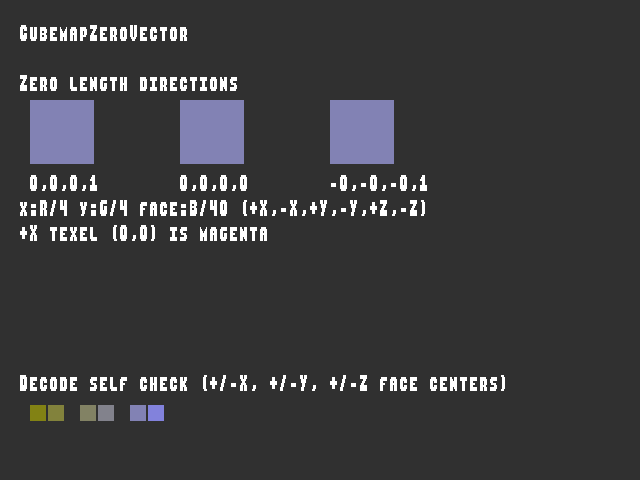 CubemapZeroVector
Zero length directions
0,0,0,1 0,0,0,0 -0,-0,-0,1
x:R/4 y:G/4 face:B/40 (+X,-X,+Y,-Y,+Z,-Z)
+X texel (0,0) is magenta
Decode self check (+/-X, +/-Y, +/-Z face centers)